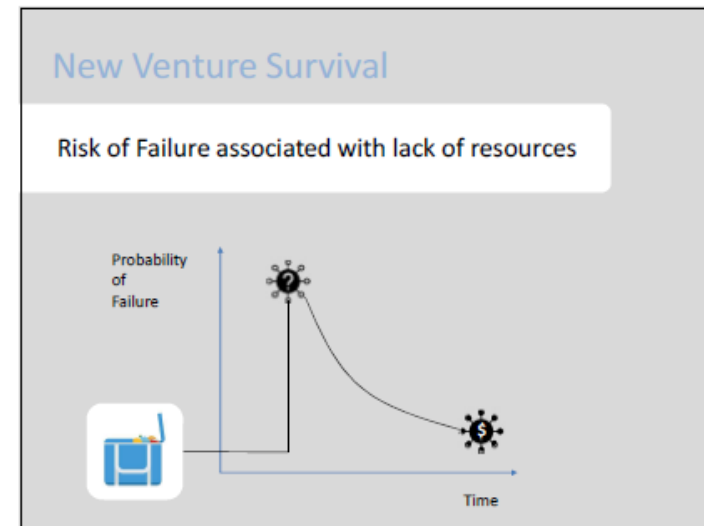 New Venture Survival
Risk of Failure associated with lack of resources
Probability
of
Failure
?
$
Time